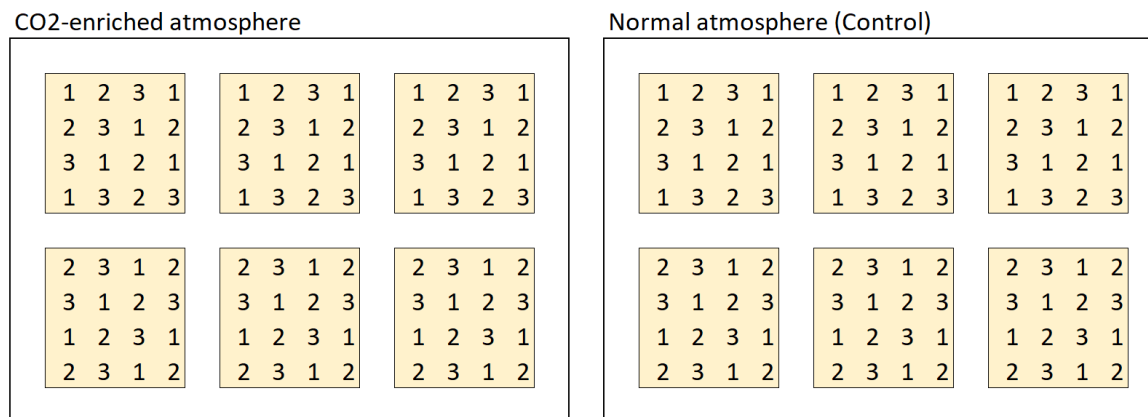 CO2-enriched atmosphere
1 2 3 1 1 2 3 1 1 2 3 1
2 3 1 2 2 3 1 2 2 3 1 2
3 1 2 1 3 1 2 1 3 1 2 1
1 3 2 3 1 3 2 3 1 3 2 3
2 3 1 2 2 3 1 2 2 3 1 2
3 1 2 3 3 1 2 3 3 1 2 3
1 2 3 1 1 2 3 1 1 2 3 1
2 3 1 2 2 3 1 2 2 3 1 2
Normal atmosphere (Control)
1 2 3 1 1 2 3 1 1 2 3 1
2 3 1 2 2 3 1 2 2 3 1 2
3 1 2 1 3 1 2 1 3 1 2 1
1 3 2 3 1 3 2 3 1 3 2 3
2 3 1 2 2 3 1 2 2 3 1 2
3 1 2 3 3 1 2 3 3 1 2 3
1 2 3 1 1 2 3 1 1 2 3 1
2 3 1 2 2 3 1 2 2 3 1 2